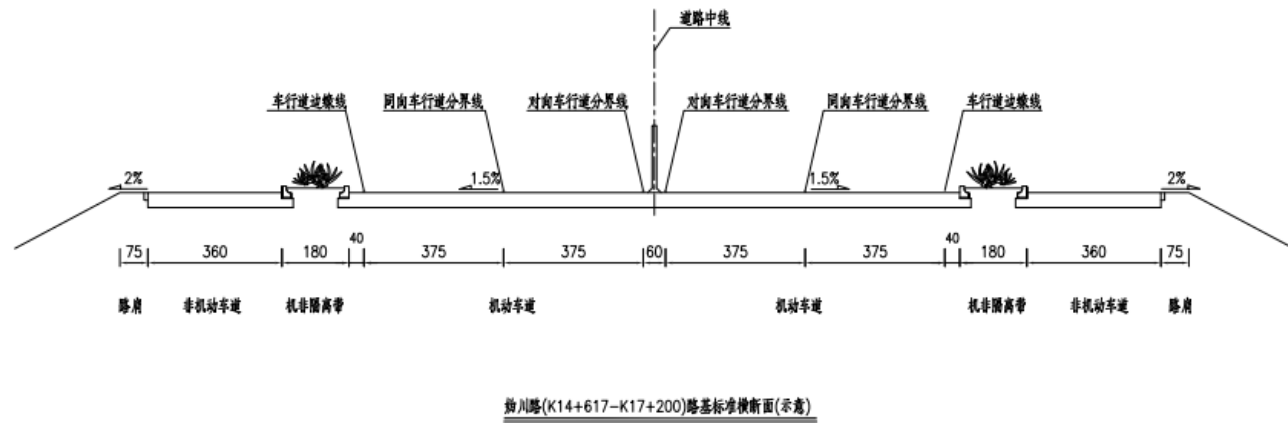 道路中线
车行道边缘线 同向车行道分界线 对向车行道分界线 对向车行道分界线 同向车行道分界线 车行道边缘线
2% 1.5% 1.5% 2%
75 360 180 40 375 375 60 375 375 40 180 360 75
路肩 非机动车道 机非隔离带 机动车道 机动车道 机非隔离带 非机动车道 路肩
川路(K14+617-K17+200)路基标准横断面(示意)